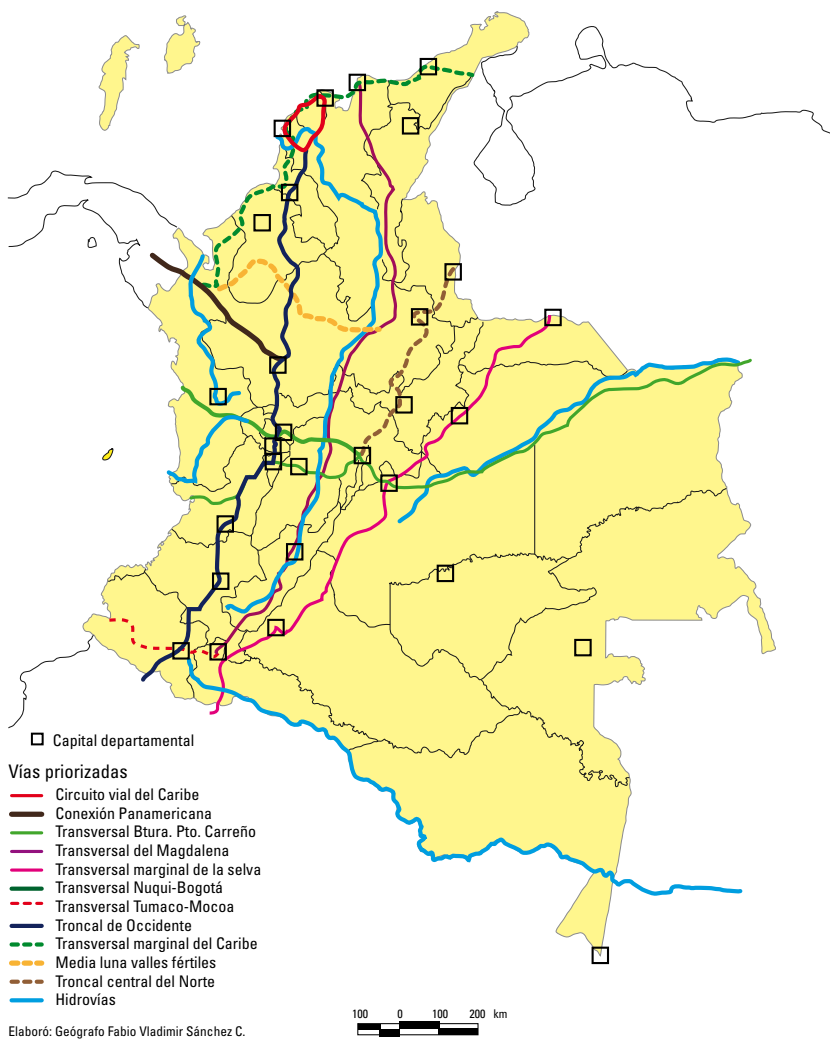 Capital departamental
Vías priorizadas
Circuito vial del Caribe
Conexión Panamericana
Transversal Btura. Pto. Carreño
Transversal del Magdalena
Transversal marginal de la selva
Transversal Nuqui-Bogotá
Transversal Tumaco-Mocoa
Troncal de Occidente
Transversal marginal del Caribe
Media luna valles fértiles
Troncal central del Norte
Hidrovías
Elaboró: Geógrafo Fabio Vladimir Sánchez C.
100 0 100 200 km